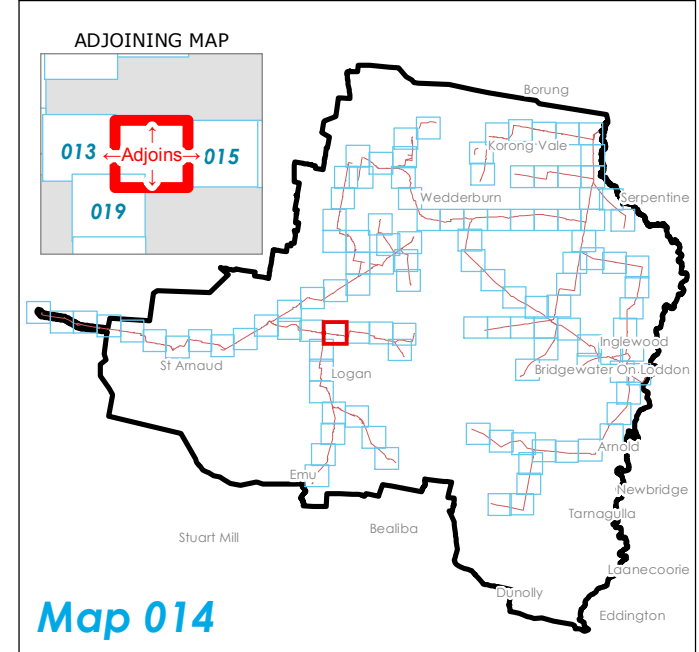 ADJOINING MAP
013
Adjoins
015
019
Borung
Korong Vale
Wedderburn
Serpentine
Inglewood
Bridgewater On Loddon
St Arnaud
Logan
Arnold
Emu
Newbridge
Tarnagulla
Stuart Mill
Bealiba
Laanecoorie
Dunolly
Eddington
Map 014